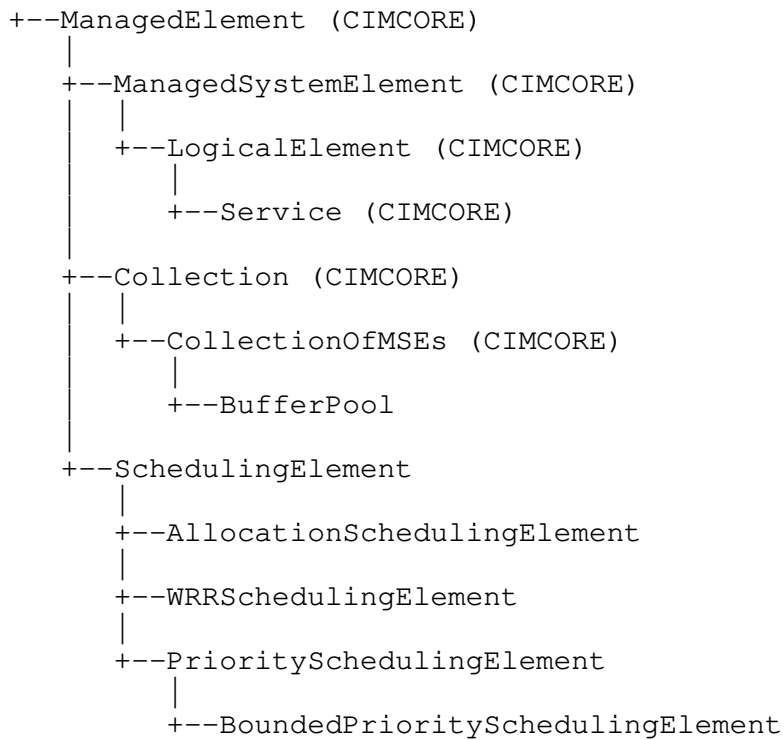 +--ManagedElement (CIMCORE)
|
+--ManagedSystemElement (CIMCORE)
| |
| +--LogicalElement (CIMCORE)
| |
| +--Service (CIMCORE)
|
+--Collection (CIMCORE)
| |
| +--CollectionOfMSEs (CIMCORE)
| |
| +--BufferPool
|
+--SchedulingElement
|
+--AllocationSchedulingElement
|
+--WRRSchedulingElement
|
+--PrioritySchedulingElement
|
+--BoundedPrioritySchedulingElement